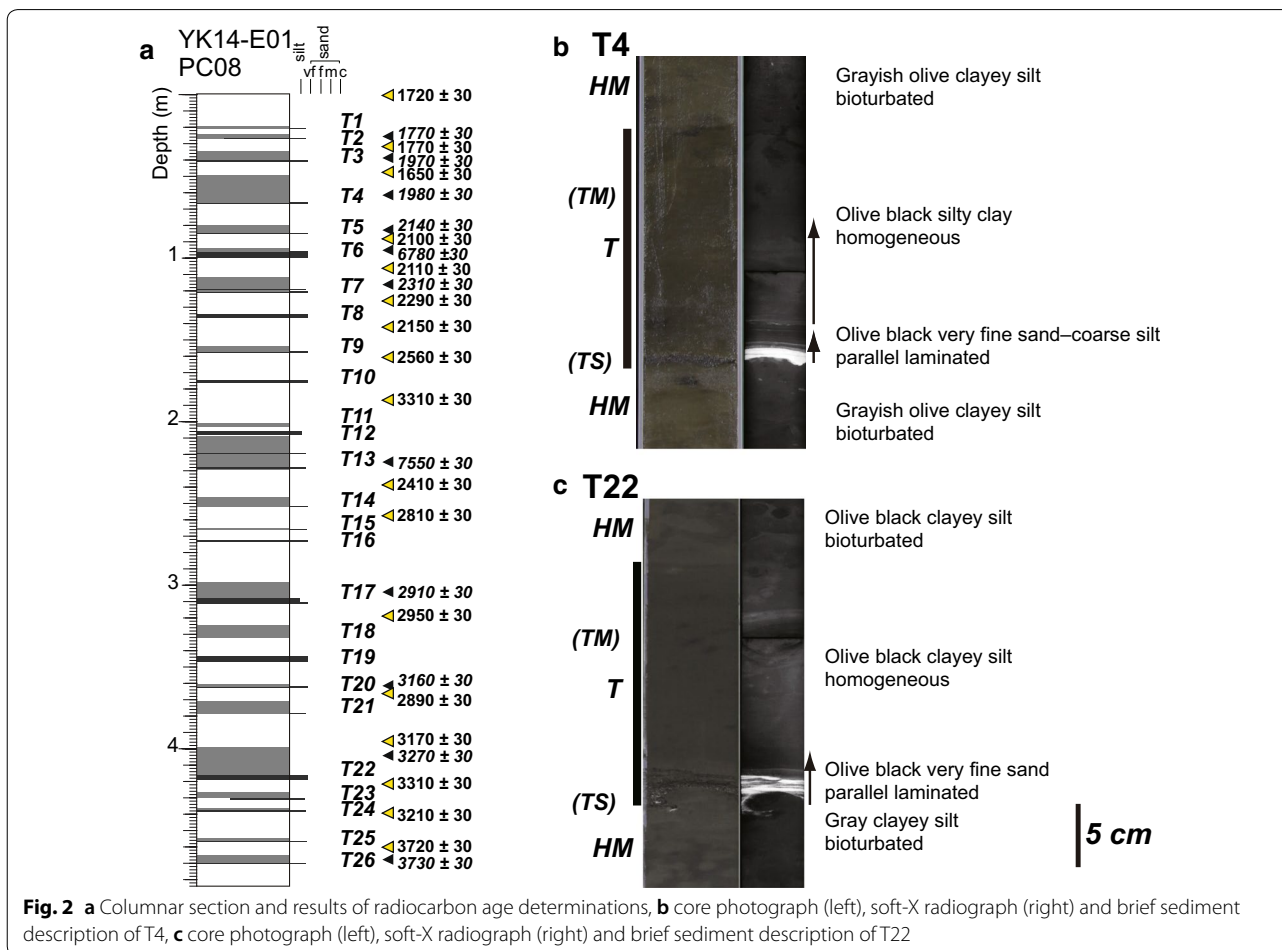 a
YK14-E01
PC08
silt
sand
vf f m c
Depth (m)
1
2
3
4
1720 ± 30
T1
T2
1770 ± 30
1770 ± 30
T3
1970 ± 30
1650 ± 30
T4
1980 ± 30
T5
2140 ± 30
2100 ± 30
T6
6780 ±30
2110 ± 30
T7
2310 ± 30
2290 ± 30
T8
2150 ± 30
T9
2560 ± 30
T10
3310 ± 30
T11
T12
T13
7550 ± 30
2410 ± 30
T14
2810 ± 30
T15
T16
T17
2910 ± 30
2950 ± 30
T18
T19
T20
3160 ± 30
2890 ± 30
T21
3170 ± 30
3270 ± 30
T22
3310 ± 30
T23
T24
3210 ± 30
T25
3720 ± 30
T26
3730 ± 30
b T4
HM
(TM)
T
(TS)
HM
Grayish olive clayey silt
bioturbated
Olive black silty clay
homogeneous
Olive black very fine sand–coarse silt
parallel laminated
Grayish olive clayey silt
bioturbated
c T22
HM
(TM)
T
(TS)
HM
Olive black clayey silt
bioturbated
Olive black clayey silt
homogeneous
Olive black very fine sand
parallel laminated
Gray clayey silt
bioturbated
5 cm
Fig. 2 a Columnar section and results of radiocarbon age determinations, b core photograph (left), soft-X radiograph (right) and brief sediment
description of T4, c core photograph (left), soft-X radiograph (right) and brief sediment description of T22